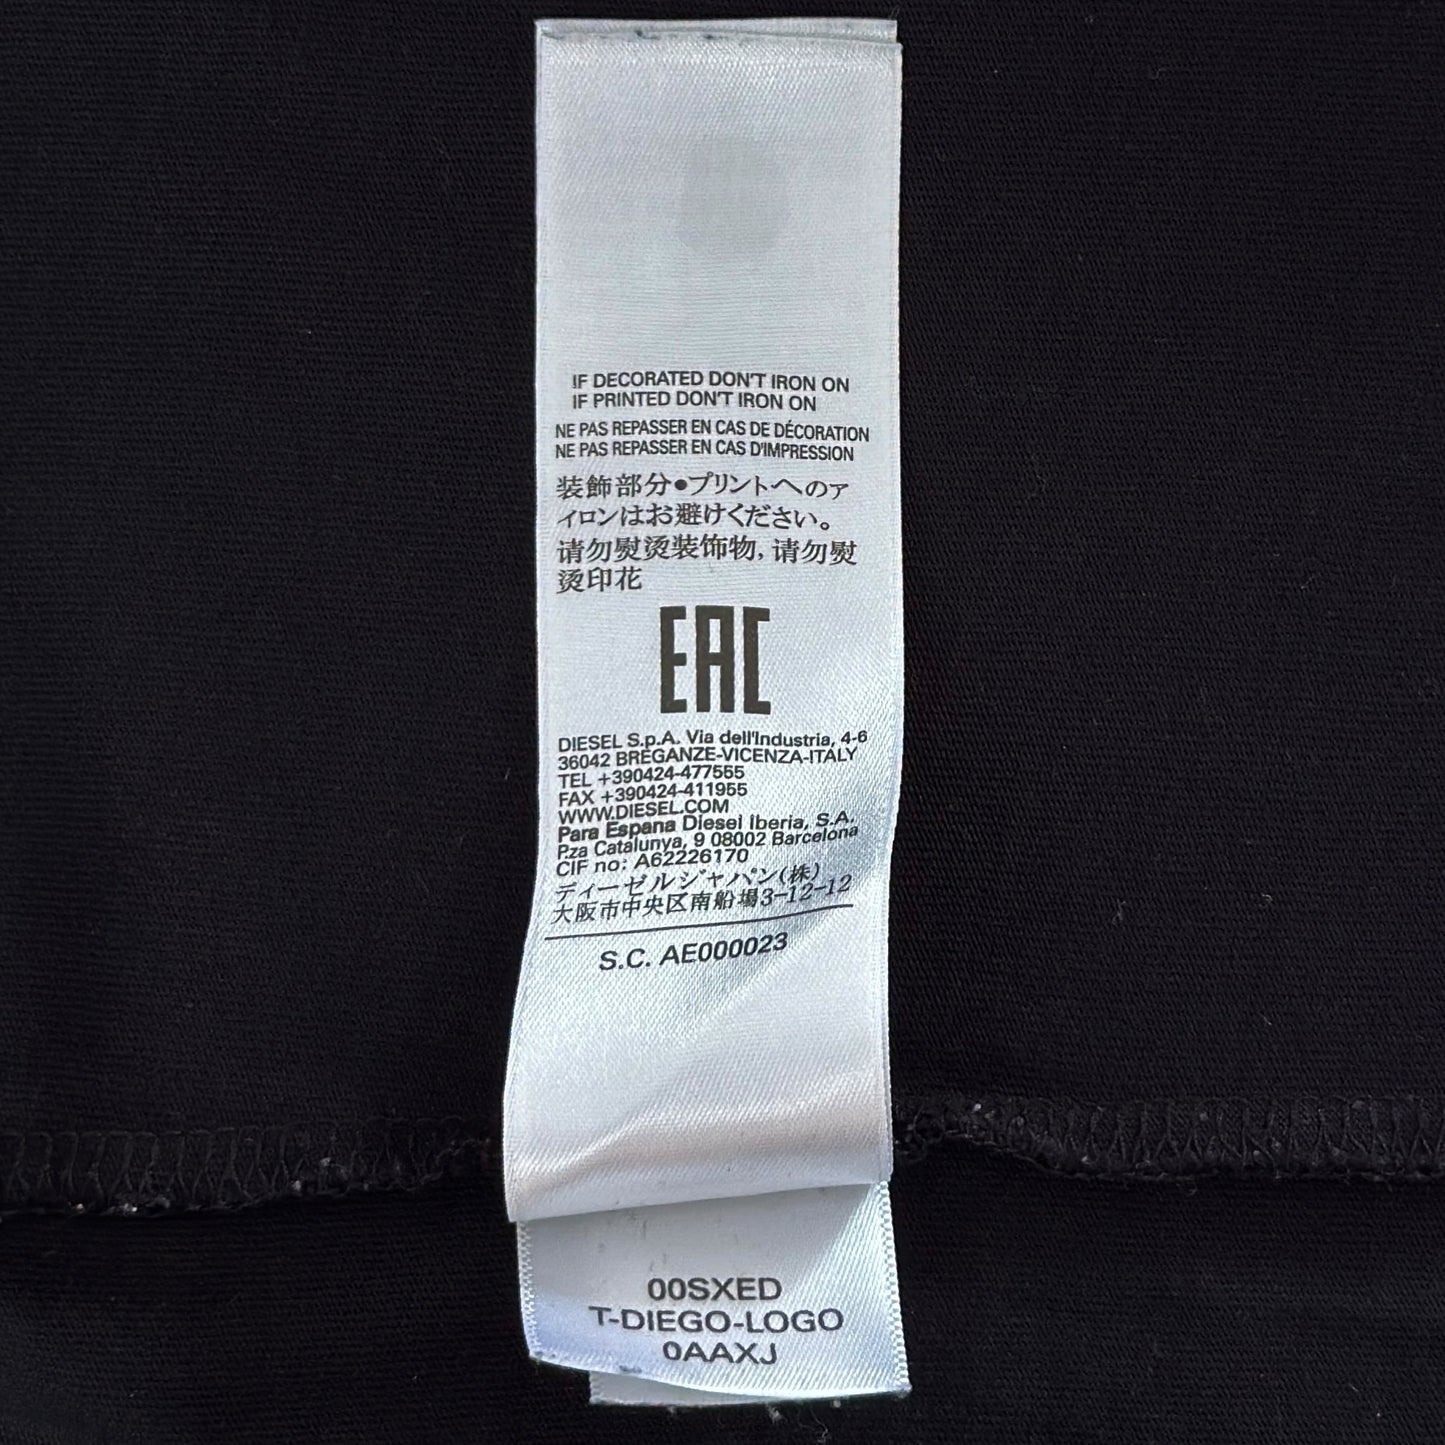 IF DECORATED DON'T IRON ON
IF PRINTED DON'T IRON ON
NE PAS REPASSER EN CAS DE DÉCORATION
NE PAS REPASSER EN CAS D'IMPRESSION
装飾部分●プリントへのア
イロンはお避けください。
请勿熨烫装饰物, 请勿熨
烫印花
EAC
DIESEL S.p.A. Via dell'Industria, 4-6
36042 BREGANZE-VICENZA-ITALY
TEL +390424-477555
FAX +390424-411955
WWW.DIESEL.COM
Para Espana Diesel Iberia, S.A.
P.za Catalunya, 9 08002 Barcelona
CIF no: A62226170
ディーゼルジャパン(株)
大阪市中央区南船場3-12-12
S.C. AE000023
00SXED
T-DIEGO-LOGO
0AAXJ